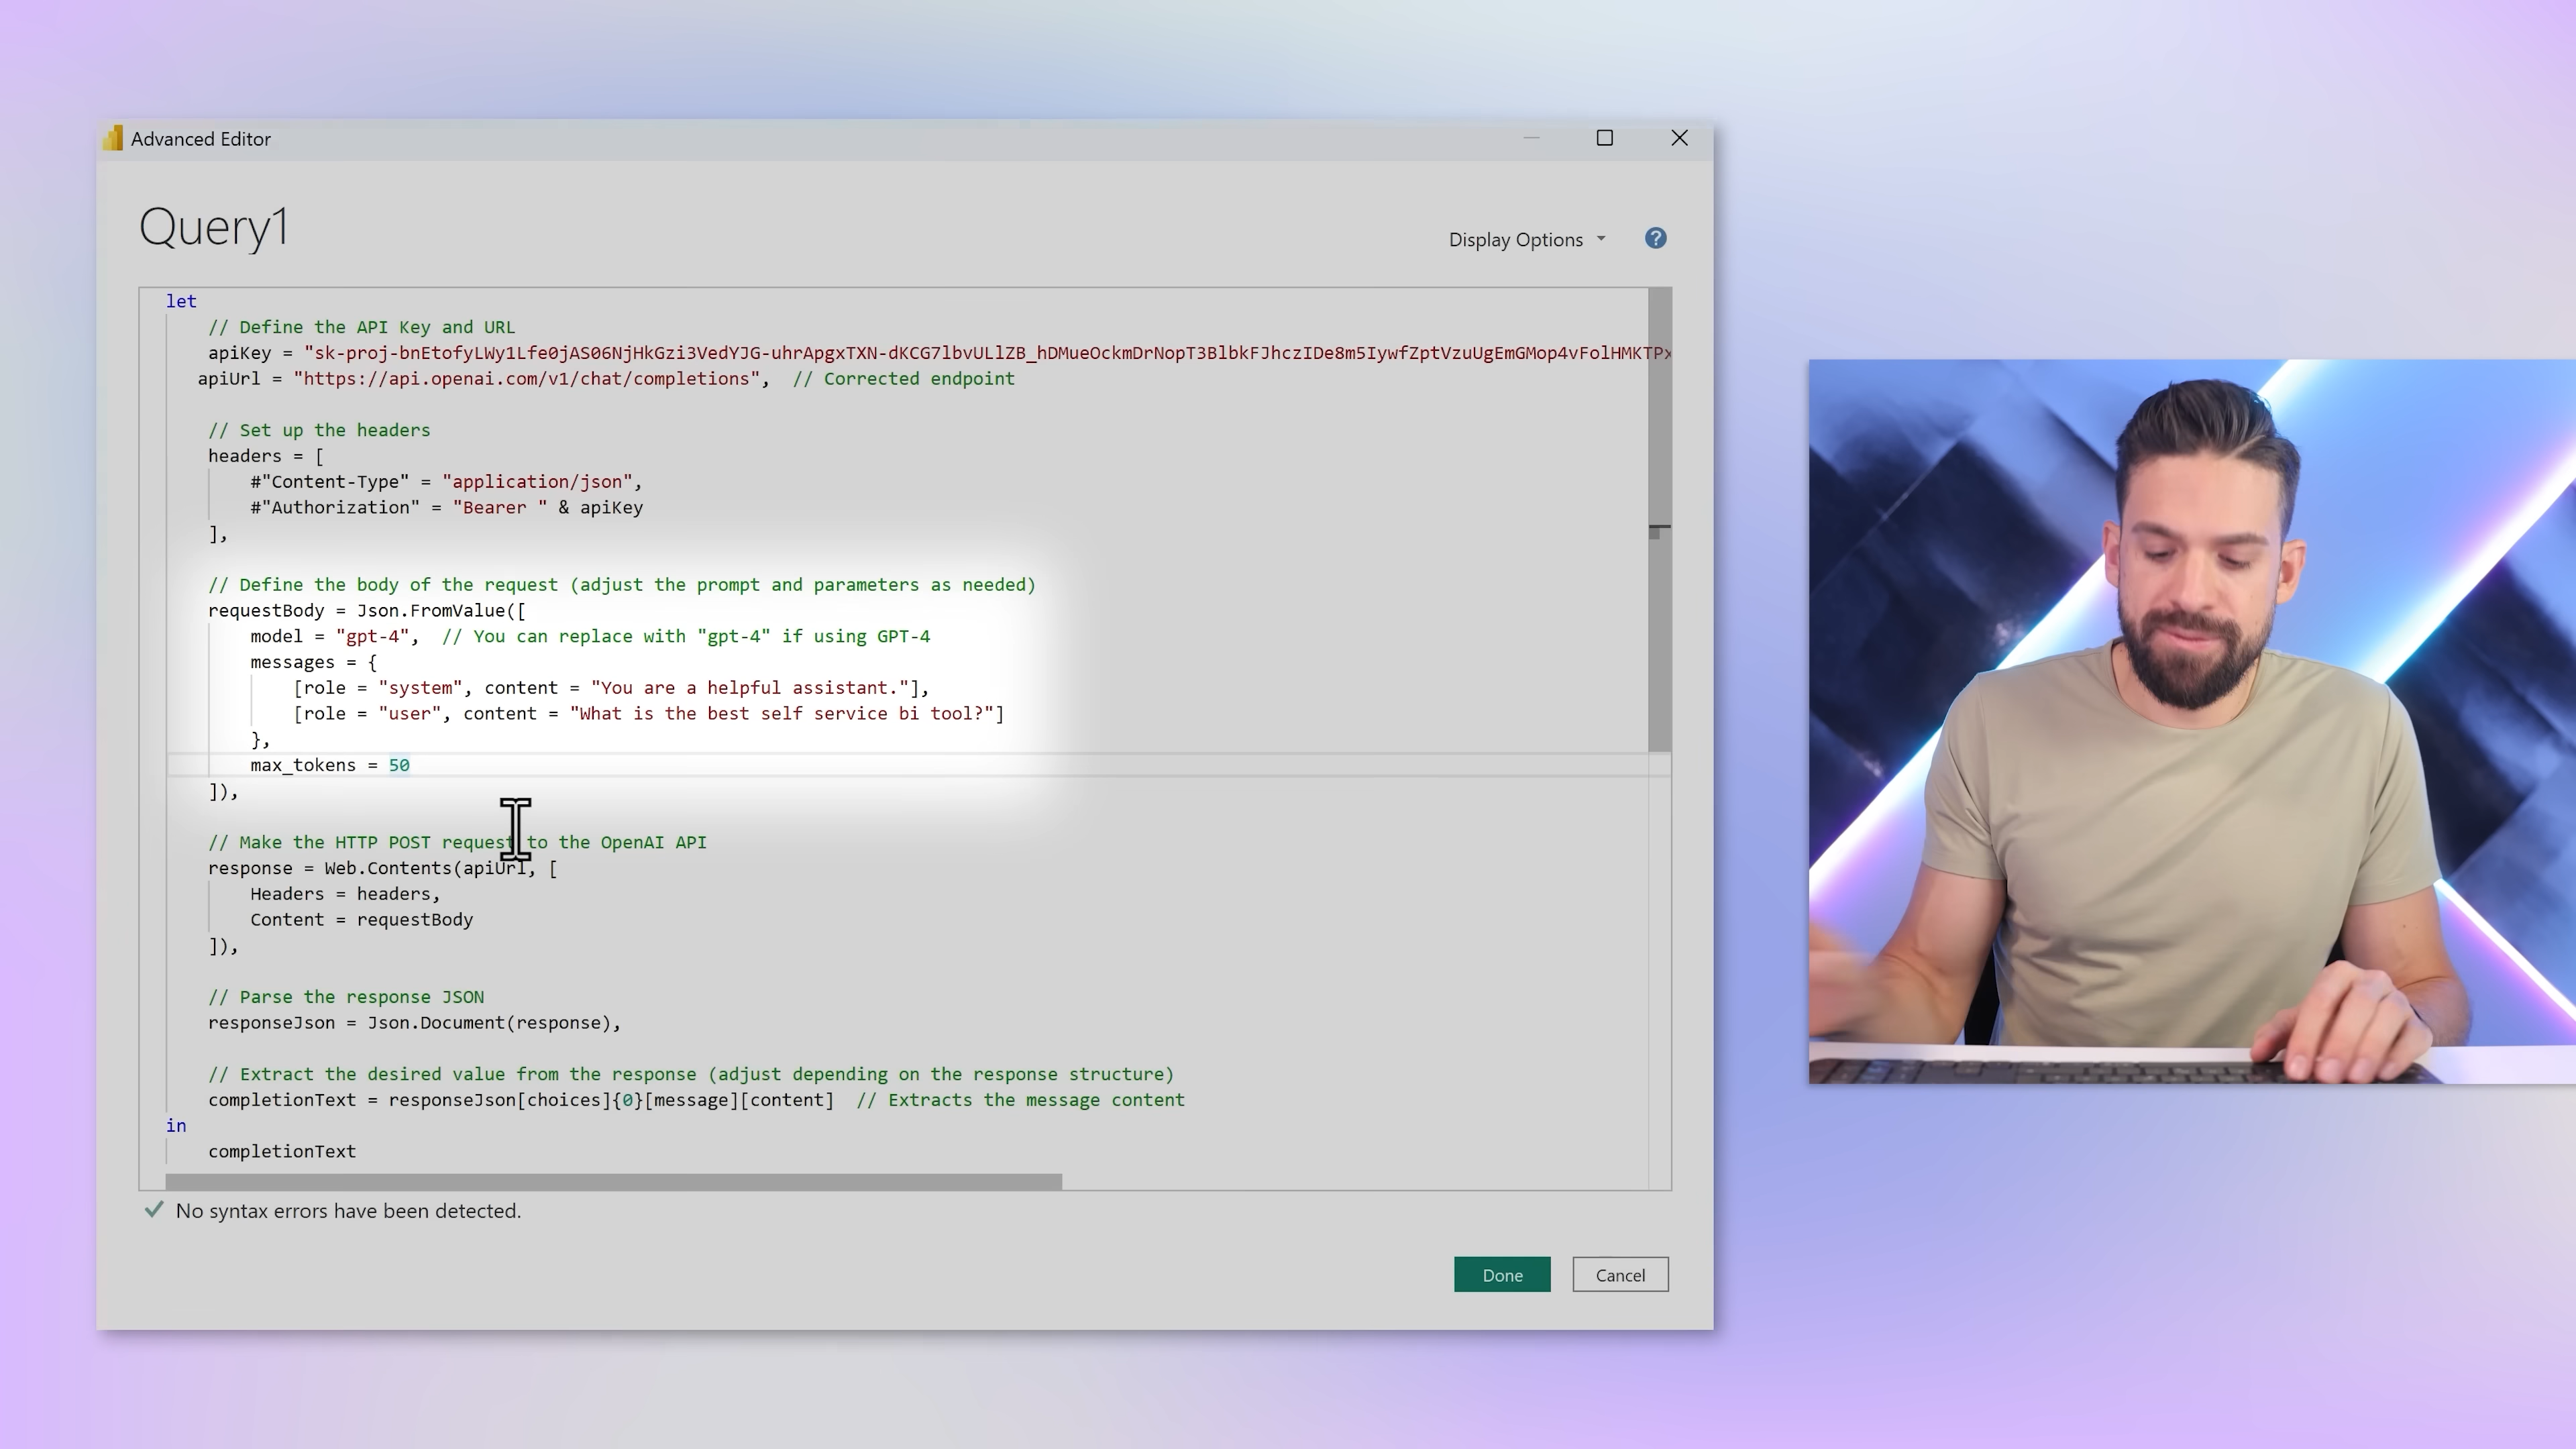 Advanced Editor
Query1
Display Options
?
let
// Define the API Key and URL
apiKey = "sk-proj-bnEtofyLWy1Lfe0jAS06NjHkGzi3VedYJG-uhrApgxTXN-dKCG7lbvULlZB_hDMueOckmDrNopT3BlbkFJhczIDe8m5IywfZptVzuUgEmGMop4vFolHMKTPx
apiUrl = "https://api.openai.com/v1/chat/completions",  // Corrected endpoint
// Set up the headers
headers = [
#"Content-Type" = "application/json",
#"Authorization" = "Bearer " & apiKey
],
// Define the body of the request (adjust the prompt and parameters as needed)
requestBody = Json.FromValue([
model = "gpt-4",  // You can replace with "gpt-4" if using GPT-4
messages = {
[role = "system", content = "You are a helpful assistant."],
[role = "user", content = "What is the best self service bi tool?"]
},
max_tokens = 50
]),
// Make the HTTP POST request to the OpenAI API
response = Web.Contents(apiUrl, [
Headers = headers,
Content = requestBody
]),
// Parse the response JSON
responseJson = Json.Document(response),
// Extract the desired value from the response (adjust depending on the response structure)
completionText = responseJson[choices]{0}[message][content]  // Extracts the message content
in
completionText
No syntax errors have been detected.
Done
Cancel